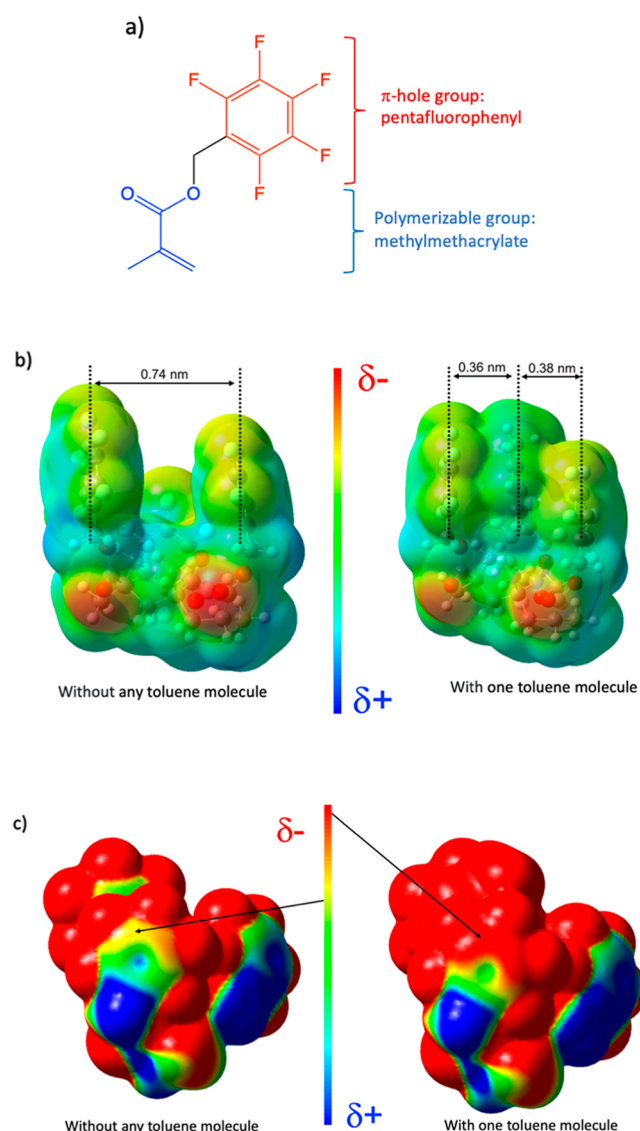 a)
F
F
F
F
F
O
O
π-hole group:
pentafluorophenyl
Polymerizable group:
methylmethacrylate
b)
0.74 nm
0.36 nm
0.38 nm
δ-
δ+
Without any toluene molecule
With one toluene molecule
c)
δ-
δ+
Without any toluene molecule
With one toluene molecule